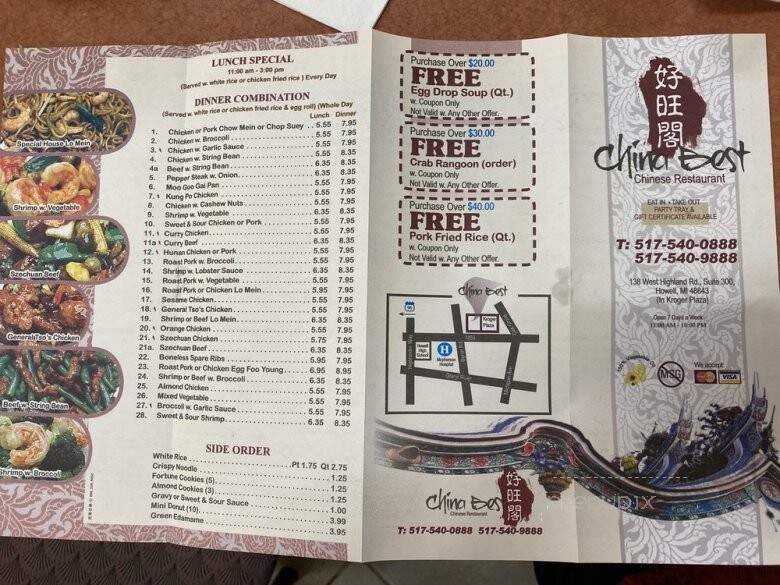 Special House Lo Mein
Shrimp w. Vegetable
Szechuan Beef
General Tso's Chicken
Beef w. String Bean
Shrimp w. Broccoli
LUNCH SPECIAL
11:00 am - 3:00 pm
(Served w. white rice or chicken fried rice ) Every Day
DINNER COMBINATION
(Served w. white rice or chicken fried rice & egg roll) (Whole Day
Lunch Dinner
1. Chicken or Pork Chow Mein or Chop Suey .. 5.55 7.95
2. Chicken w. Broccoli 5.55 7.95
3. Chicken w. Garlic Sauce 5.55 7.95
4. Chicken w. String Bean 5.55 7.95
4a Beef w. String Bean 6.35 8.35
5. Pepper Steak w. Onion 6.35 8.35
6. Moo Goo Gai Pan 5.55 7.95
7. Kung Po Chicken 5.55 7.95
8. Chicken w. Cashew Nuts 5.55 7.95
9. Shrimp w. Vegetable 6.35 8.35
10. Sweet & Sour Chicken or Pork 5.55 7.95
11. Curry Chicken 5.55 7.95
11a Curry Beef 6.35 8.35
12. Hunan Chicken or Pork 5.55 7.95
13. Roast Pork w. Broccoli 5.55 7.95
14. Shrimp w. Lobster Sauce 6.35 8.35
15. Roast Pork w. Vegetable 5.55 7.95
16. Roast Pork or Chicken Lo Mein 5.95 7.95
17. Sesame Chicken 5.55 7.95
18. General Tso's Chicken 5.55 7.95
19. Shrimp or Beef Lo Mein 6.35 8.35
20. Orange Chicken 5.55 7.95
21. Szechuan Chicken 5.75 7.95
21a. Szechuan Beef 6.35 8.35
22. Boneless Spare Ribs 5.95 7.95
23. Roast Pork or Chicken Egg Foo Young 6.95 8.95
24. Shrimp or Beef w. Broccoli 6.35 8.35
25. Almond Chicken 5.55 7.95
26. Mixed Vegetable 5.55 7.95
27. Broccoli w. Garlic Sauce 5.55 7.95
28. Sweet & Sour Shrimp 6.35 8.35
SIDE ORDER
White Rice Pt 1.75 Qt 2.75
Crispy Noodle 1.25
Fortune Cookies (5) 1.25
Almond Cookies (3) 1.25
Gravy or Sweet & Sour Sauce 1.00
Mini Donut (10) 3.99
Green Edamame 3.95
Purchase Over $20.00
FREE
Egg Drop Soup (Qt.)
w. Coupon Only
Not Valid w. Any Other Offer.
Purchase Over $30.00
FREE
Crab Rangoon (order)
w. Coupon Only
Not Valid w. Any Other Offer.
Purchase Over $40.00
FREE
Pork Fried Rice (Qt.)
w. Coupon Only
Not Valid w. Any Other Offer.
China Best
Kroger
Plaza
Howell
High
School
H
Mcpherson
Hospital
China Best
Chinese Restaurant
好旺閣
T: 517-540-0888 517-540-9888
好旺閣
China Best
Chinese Restaurant
EAT IN • TAKE OUT
PARTY TRAY &
GIFT CERTIFICATE AVAILABLE
T: 517-540-0888
517-540-9888
138 West Highland Rd., Suite 300,
Howell, MI 48843
(In Kroger Plaza)
Open 7 Days a Week
11:00 AM - 10:00 PM
MSG
We accept:
VISA